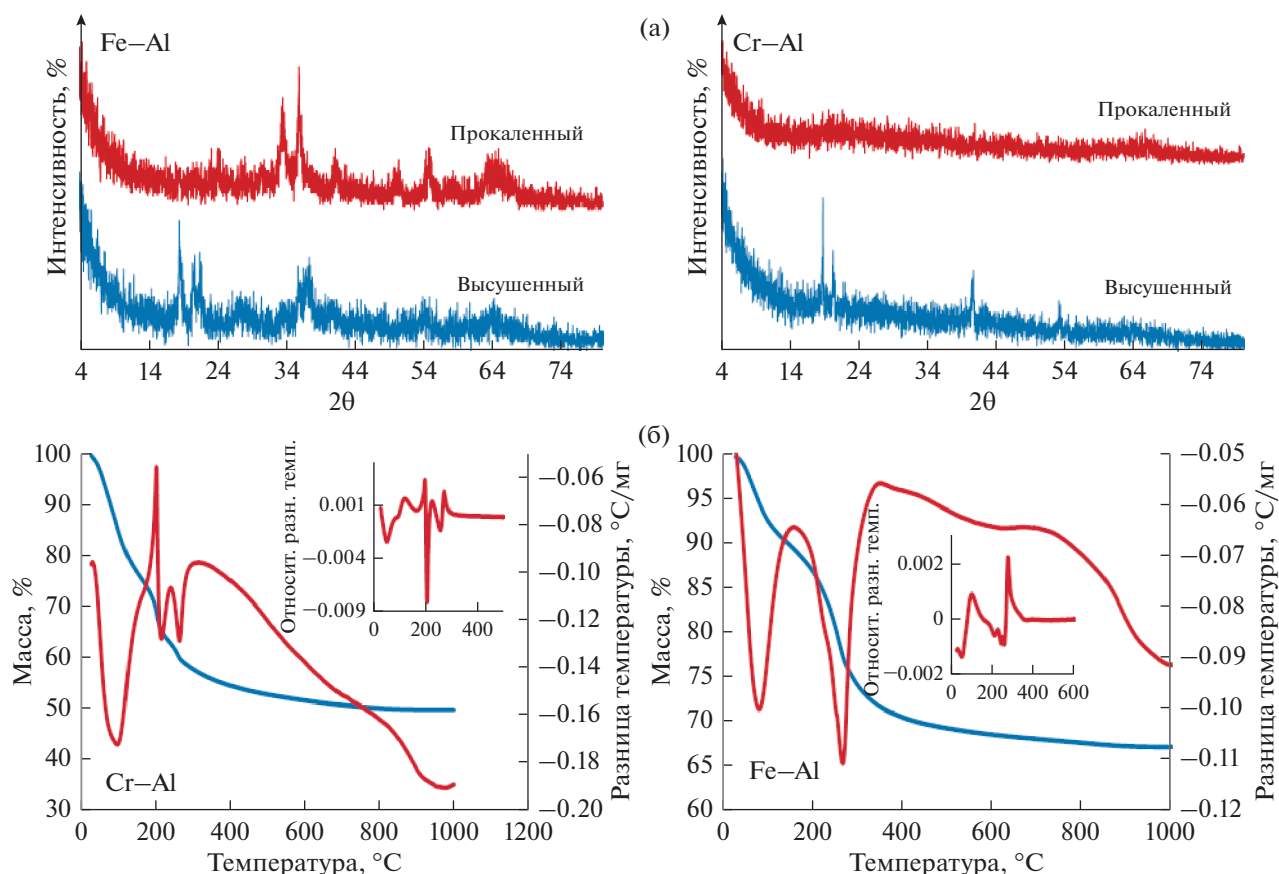 (а)
Fe–Al
Интенсивность, %
Прокаленный
Высушенный
4 14 24 34 44 54 64 74
2θ
Cr–Al
Интенсивность, %
Прокаленный
Высушенный
4 14 24 34 44 54 64 74
2θ
(б)
Масса, %
100
90
80
70
60
50
40
30
0 200 400 600 800 1000 1200
Температура, °C
Cr–Al
Разница температуры, °C/мг
–0.06
–0.08
–0.10
–0.12
–0.14
–0.16
–0.18
–0.20
Относит. разн. темп.
0.001
–0.004
–0.009
0 200 400
Масса, %
100
95
90
85
80
75
70
65
60
0 200 400 600 800 1000
Температура, °C
Fe–Al
Разница температуры, °C/мг
–0.05
–0.06
–0.07
–0.08
–0.09
–0.10
–0.11
–0.12
Относит. разн. темп.
0.002
0
–0.002
0 200 400 600